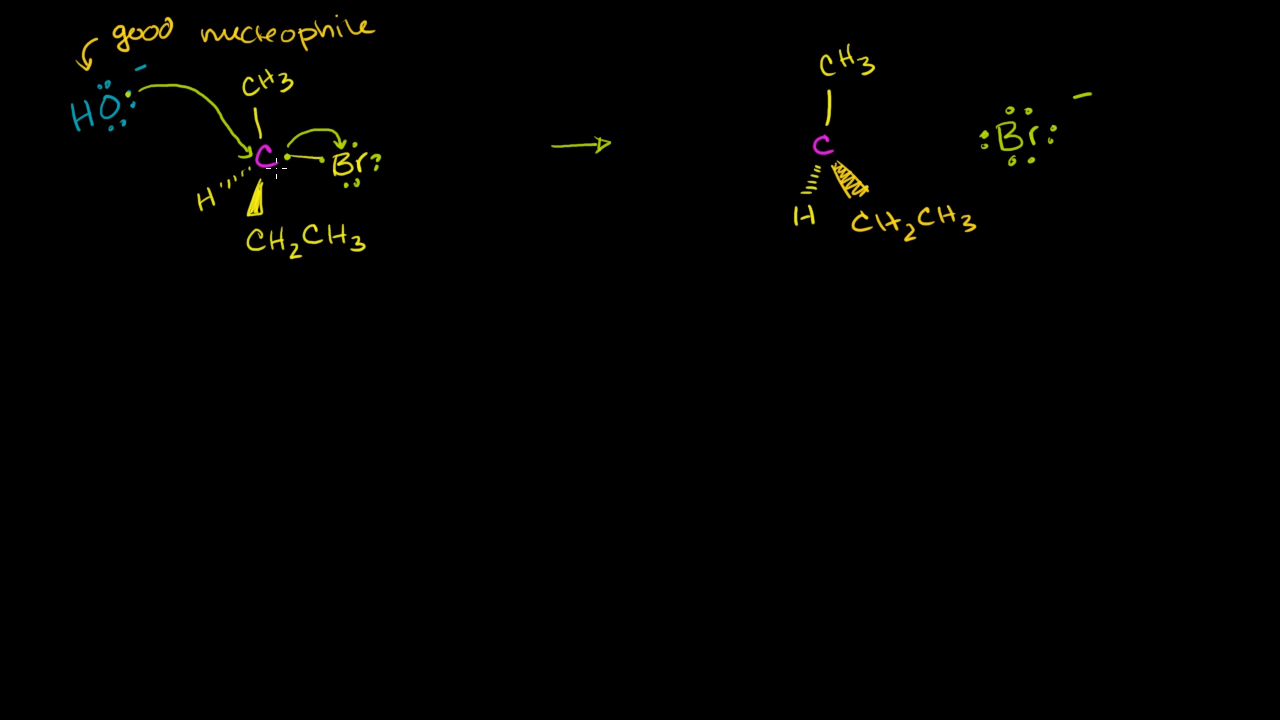 good nucleophile
HO:⁻
CH₃
C
Br
H
CH₂CH₃
→
CH₃
C
H
CH₂CH₃
:Br:⁻